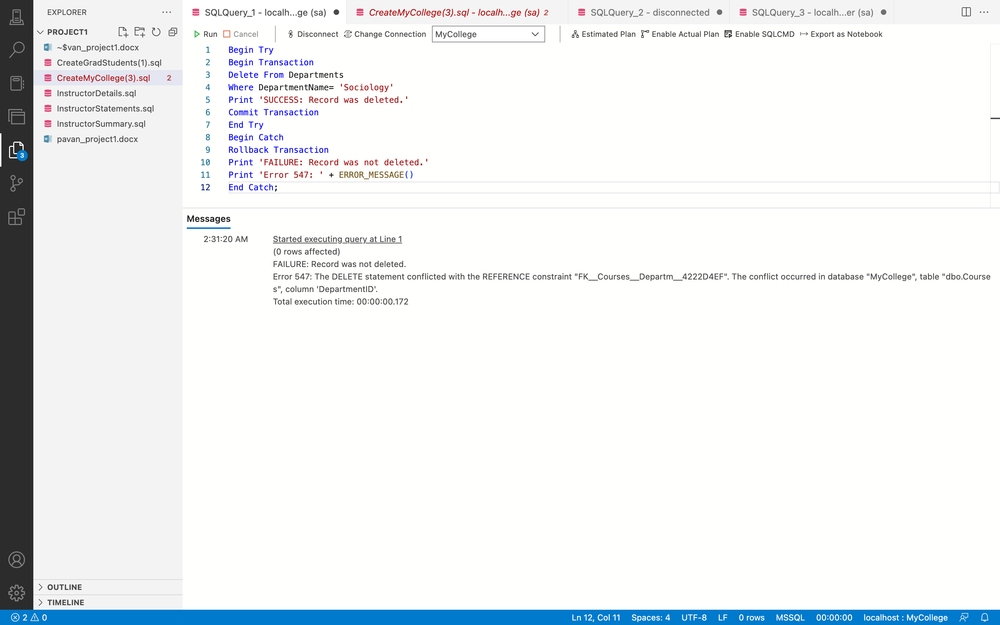 EXPLORER
PROJECT1
~$van_project1.docx
CreateGradStudents(1).sql
CreateMyCollege(3).sql 2
InstructorDetails.sql
InstructorStatements.sql
InstructorSummary.sql
pavan_project1.docx
3
OUTLINE
TIMELINE
SQLQuery_1 - localh...ge (sa)
CreateMyCollege(3).sql - localh...ge (sa) 2
SQLQuery_2 - disconnected
SQLQuery_3 - localh...er (sa)
Run Cancel Disconnect Change Connection MyCollege Estimated Plan Enable Actual Plan Enable SQLCMD Export as Notebook
1 Begin Try
2 Begin Transaction
3 Delete From Departments
4 Where DepartmentName= 'Sociology'
5 Print 'SUCCESS: Record was deleted.'
6 Commit Transaction
7 End Try
8 Begin Catch
9 Rollback Transaction
10 Print 'FAILURE: Record was not deleted.'
11 Print 'Error 547: ' + ERROR_MESSAGE()
12 End Catch;
Messages
2:31:20 AM Started executing query at Line 1
(0 rows affected)
FAILURE: Record was not deleted.
Error 547: The DELETE statement conflicted with the REFERENCE constraint "FK__Courses__Departm__4222D4EF". The conflict occurred in database "MyCollege", table "dbo.Course
s", column 'DepartmentID'.
Total execution time: 00:00:00.172
2 0 Ln 12, Col 11 Spaces: 4 UTF-8 LF 0 rows MSSQL 00:00:00 localhost : MyCollege